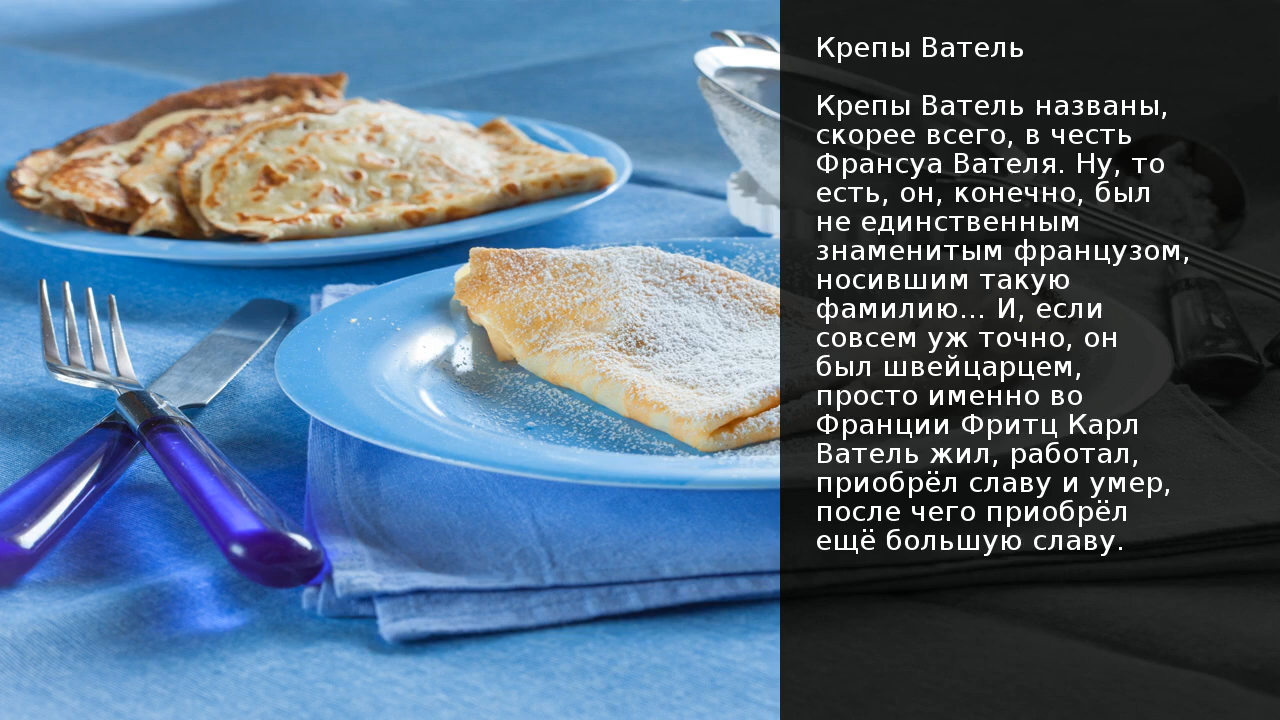 Крепы Ватель
Крепы Ватель названы,
скорее всего, в честь
Франсуа Вателя. Ну, то
есть, он, конечно, был
не единственным
знаменитым французом,
носившим такую
фамилию... И, если
совсем уж точно, он
был швейцарцем,
просто именно во
Франции Фритц Карл
Ватель жил, работал,
приобрёл славу и умер,
после чего приобрёл
ещё большую славу.